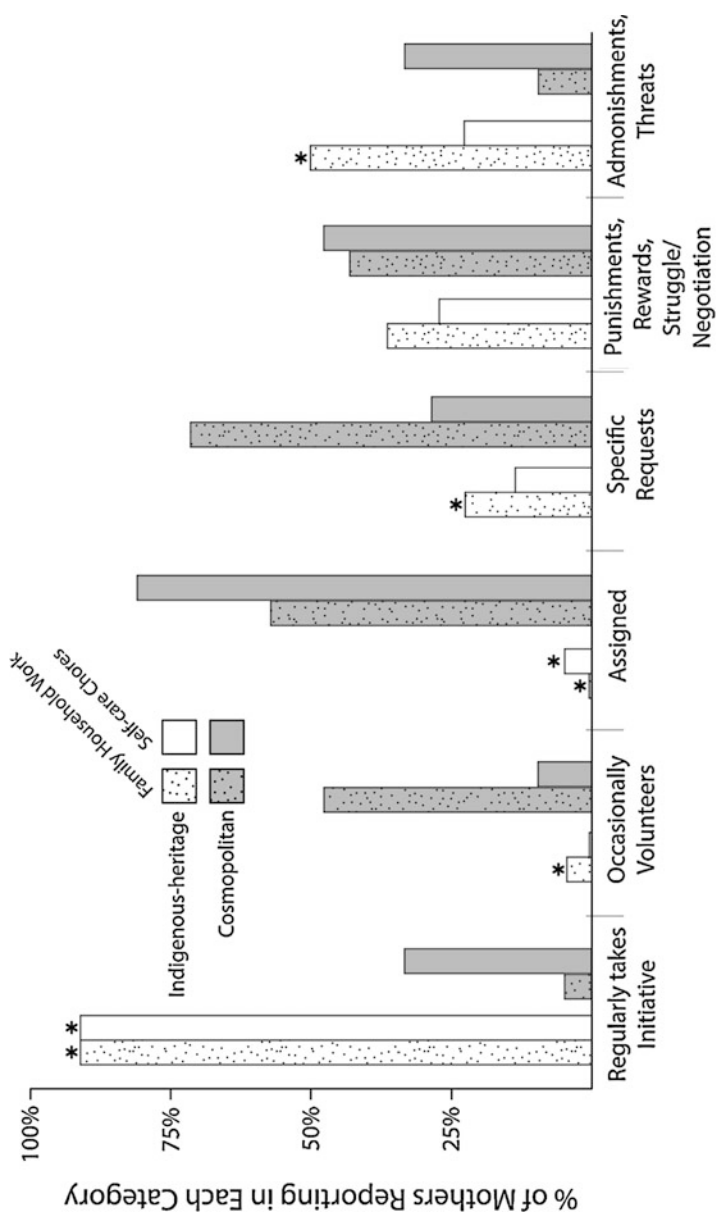 % of Mothers Reporting in Each Category
100%
75%
50%
25%
Family Household Work
Self-care Chores
Indigenous-heritage
Cosmopolitan
*
*
*
*
*
*
*
Regularly takes
Initiative
Occasionally
Volunteers
Assigned
Specific
Requests
Punishments,
Rewards,
Struggle/
Negotiation
Admonishments,
Threats